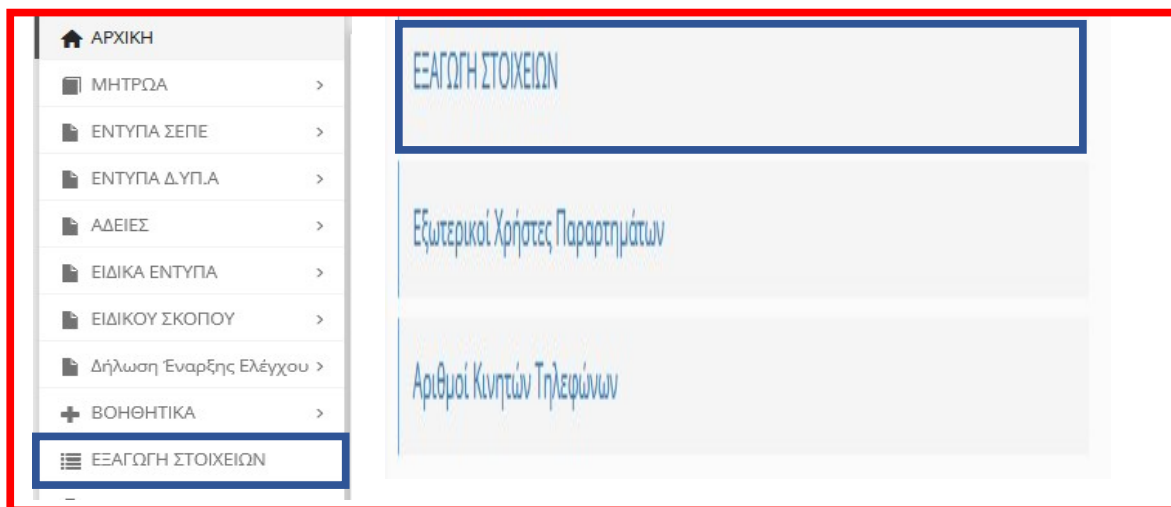 ΑΡΧΙΚΗ
ΜΗΤΡΩΑ
ΕΝΤΥΠΑ ΣΕΠΕ
ΕΝΤΥΠΑ Δ.ΥΠ.Α
ΑΔΕΙΕΣ
ΕΙΔΙΚΑ ΕΝΤΥΠΑ
ΕΙΔΙΚΟΥ ΣΚΟΠΟΥ
Δήλωση Έναρξης Ελέγχου
ΒΟΗΘΗΤΙΚΑ
ΕΞΑΓΩΓΗ ΣΤΟΙΧΕΙΩΝ
ΕΞΑΓΩΓΗ ΣΤΟΙΧΕΙΩΝ
Εξωτερικοί Χρήστες Παραρτημάτων
Αριθμοί Κινητών Τηλεφώνων